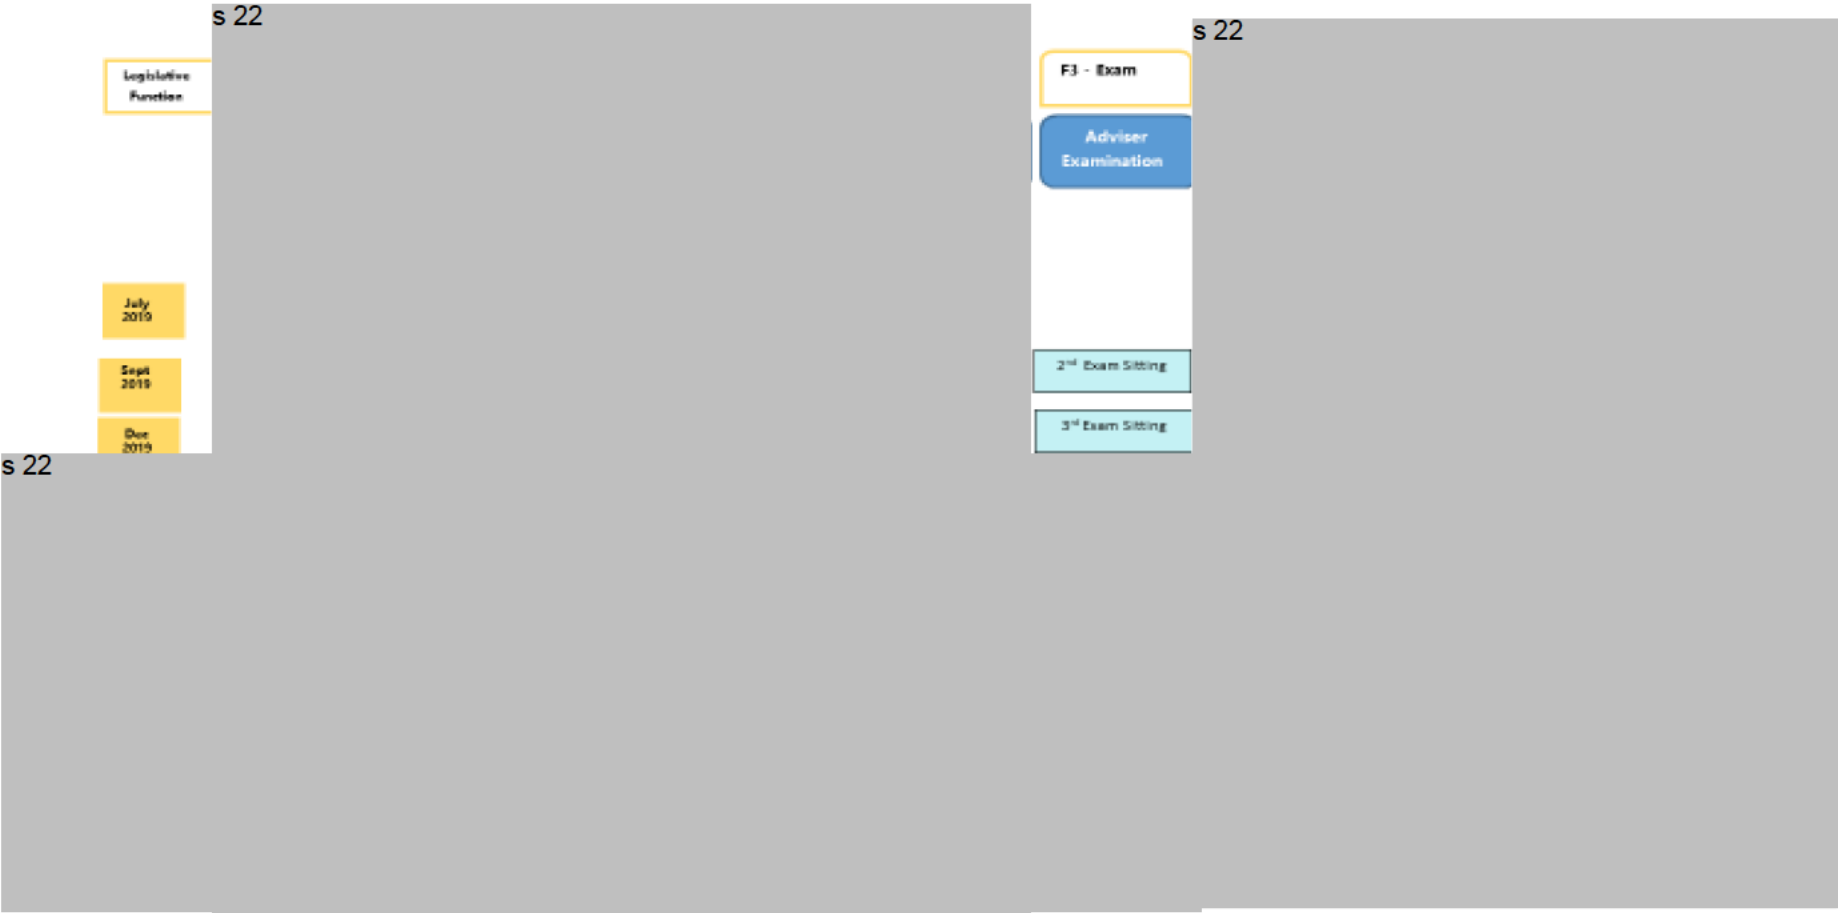 s 22
s 22
Legislative
Function
F3 - Exam
Adviser
Examination
July
2019
Sept
2019
2nd Exam Sitting
Dec
2019
3rd Exam Sitting
s 22